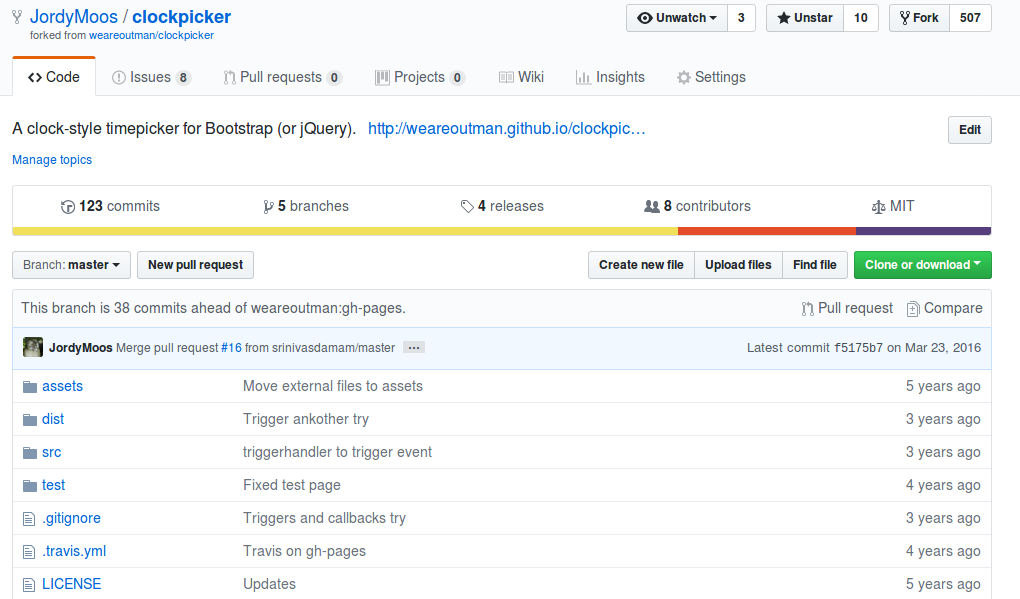 JordyMoos / clockpicker
forked from weareoutman/clockpicker
Unwatch 3 Unstar 10 Fork 507
Code Issues 8 Pull requests 0 Projects 0 Wiki Insights Settings
A clock-style timepicker for Bootstrap (or jQuery). http://weareoutman.github.io/clockpic… Edit
Manage topics
123 commits 5 branches 4 releases 8 contributors MIT
Branch: master New pull request Create new file Upload files Find file Clone or download
This branch is 38 commits ahead of weareoutman:gh-pages. Pull request Compare
JordyMoos Merge pull request #16 from srinivasdamam/master … Latest commit f5175b7 on Mar 23, 2016
assets Move external files to assets 5 years ago
dist Trigger ankother try 3 years ago
src triggerhandler to trigger event 3 years ago
test Fixed test page 4 years ago
.gitignore Triggers and callbacks try 3 years ago
.travis.yml Travis on gh-pages 4 years ago
LICENSE Updates 5 years ago